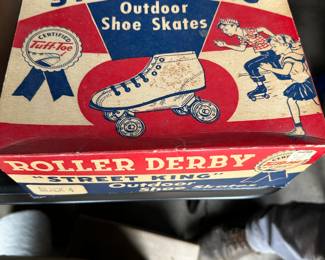 Outdoor
Shoe Skates
CERTIFIED
Tuff-Toe
ROLLER DERBY
"STREET KING"
Outdoor
Shoe Skates